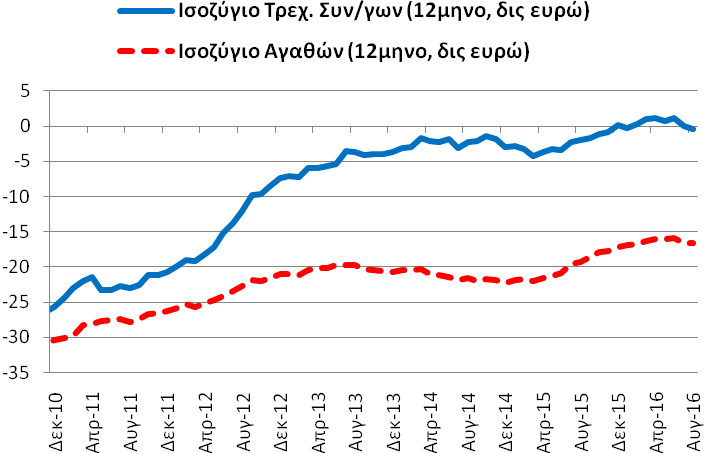 Ισοζύγιο Τρεχ. Συν/γων (12μηνο, δις ευρώ)
Ισοζύγιο Αγαθών (12μηνο, δις ευρώ)
5
0
-5
-10
-15
-20
-25
-30
-35
Δεκ-10
Απρ-11
Αυγ-11
Δεκ-11
Απρ-12
Αυγ-12
Δεκ-12
Απρ-13
Αυγ-13
Δεκ-13
Απρ-14
Αυγ-14
Δεκ-14
Απρ-15
Αυγ-15
Δεκ-15
Απρ-16
Αυγ-16